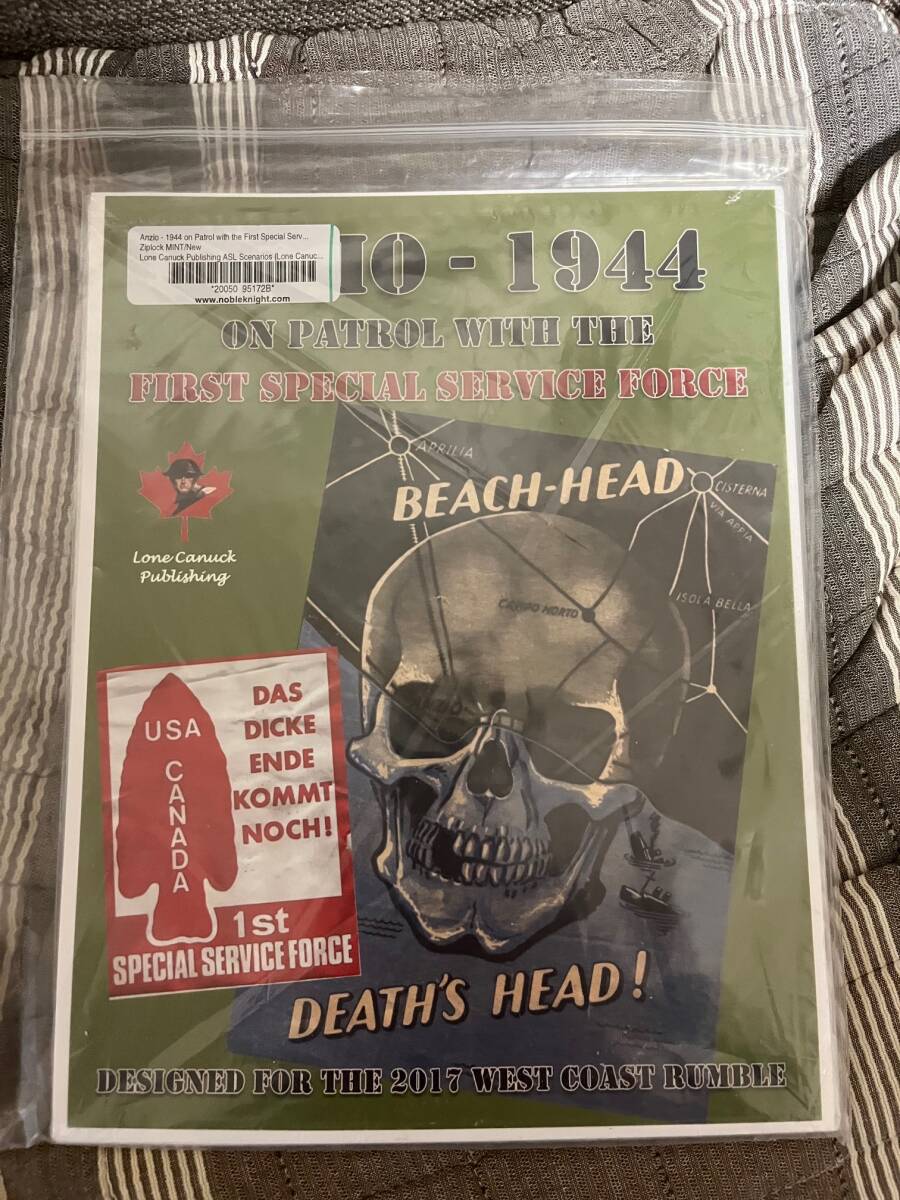 Anzio - 1944 on Patrol with the First Special Serv...
Ziplock MINT/New
Lone Canuck Publishing ASL Scenarios (Lone Canuc...
*20050 95172B*
www.nobleknight.com
IO - 1944
ON PATROL WITH THE
FIRST SPECIAL SERVICE FORCE
APRILIA
BEACH-HEAD
CISTERNA
VIA APPIA
Lone Canuck
Publishing
CAMPO MORTO
ISOLA BELLA
ANZIO
USA
CANADA
DAS
DICKE
ENDE
KOMMT
NOCH!
1st
SPECIAL SERVICE FORCE
DEATH'S HEAD!
DESIGNED FOR THE 2017 WEST COAST RUMBLE